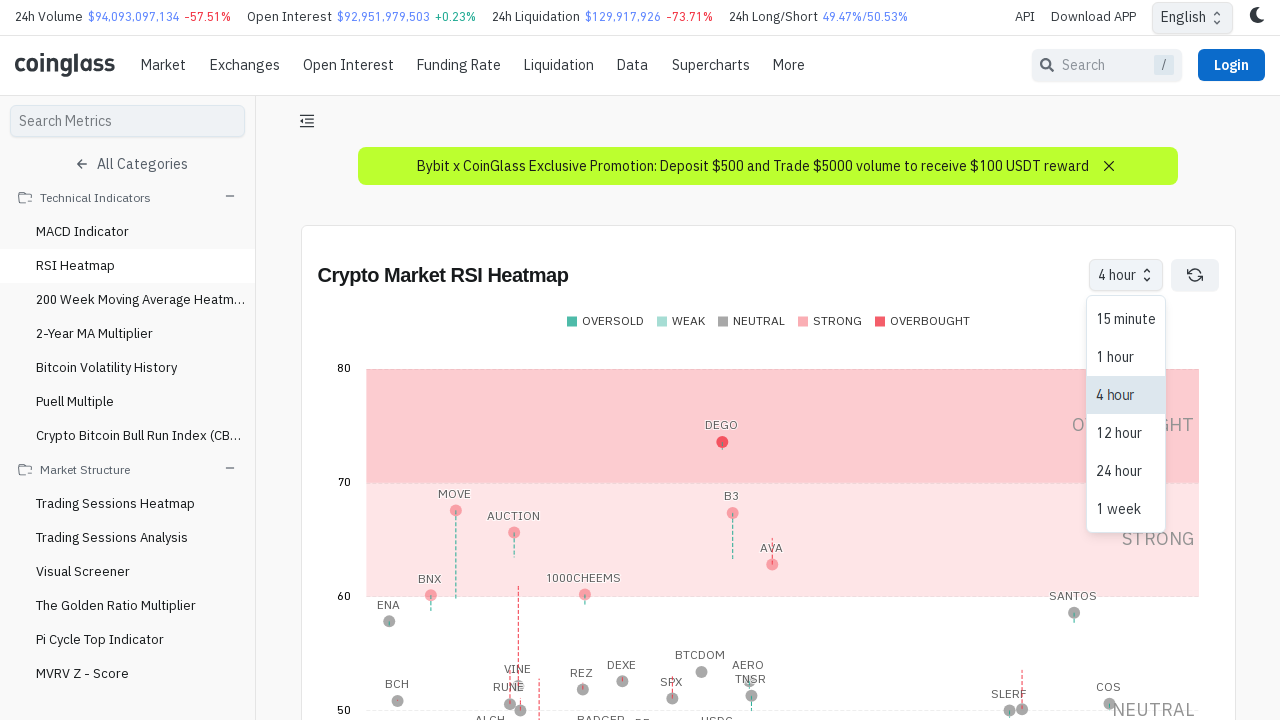 24h Volume $94,093,097,134 -57.51% Open Interest $92,951,979,503 +0.23% 24h Liquidation $129,917,926 -73.71% 24h Long/Short 49.47%/50.53% API Download APP English
coinglass Market Exchanges Open Interest Funding Rate Liquidation Data Supercharts More Search / Login
Search Metrics
All Categories
Technical Indicators
MACD Indicator
RSI Heatmap
200 Week Moving Average Heatm...
2-Year MA Multiplier
Bitcoin Volatility History
Puell Multiple
Crypto Bitcoin Bull Run Index (CB...
Market Structure
Trading Sessions Heatmap
Trading Sessions Analysis
Visual Screener
The Golden Ratio Multiplier
Pi Cycle Top Indicator
MVRV Z - Score
Bybit x CoinGlass Exclusive Promotion: Deposit $500 and Trade $5000 volume to receive $100 USDT reward
Crypto Market RSI Heatmap
4 hour
15 minute
1 hour
4 hour
12 hour
24 hour
1 week
OVERSOLD WEAK NEUTRAL STRONG OVERBOUGHT
80
DEGO
70
MOVE B3
AUCTION
STRONG
AVA
BNX 1000CHEEMS
60 SANTOS
ENA
BTCDOM
VINE REZ DEXE AERO
TNSR
BCH RUNE SPX SLERF COS
50 NEUTRAL